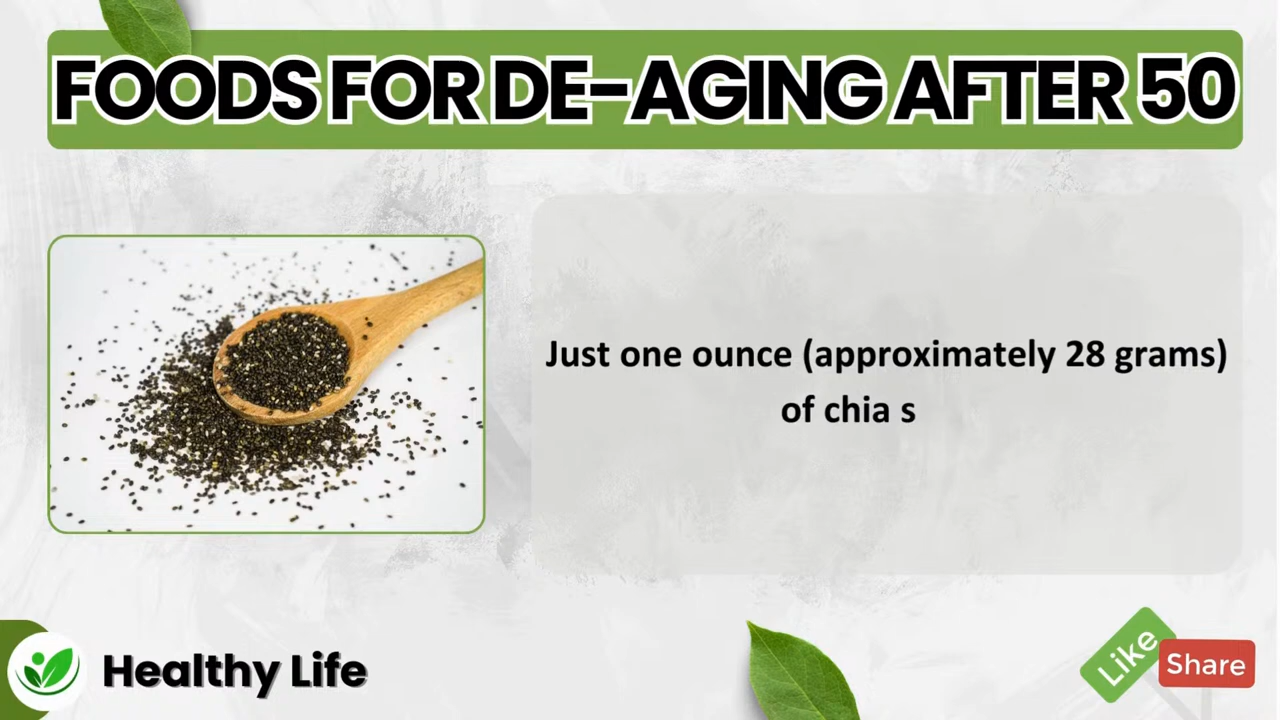 FOODS FOR DE-AGING AFTER 50
Just one ounce (approximately 28 grams)
of chia s
Healthy Life
Like
Share